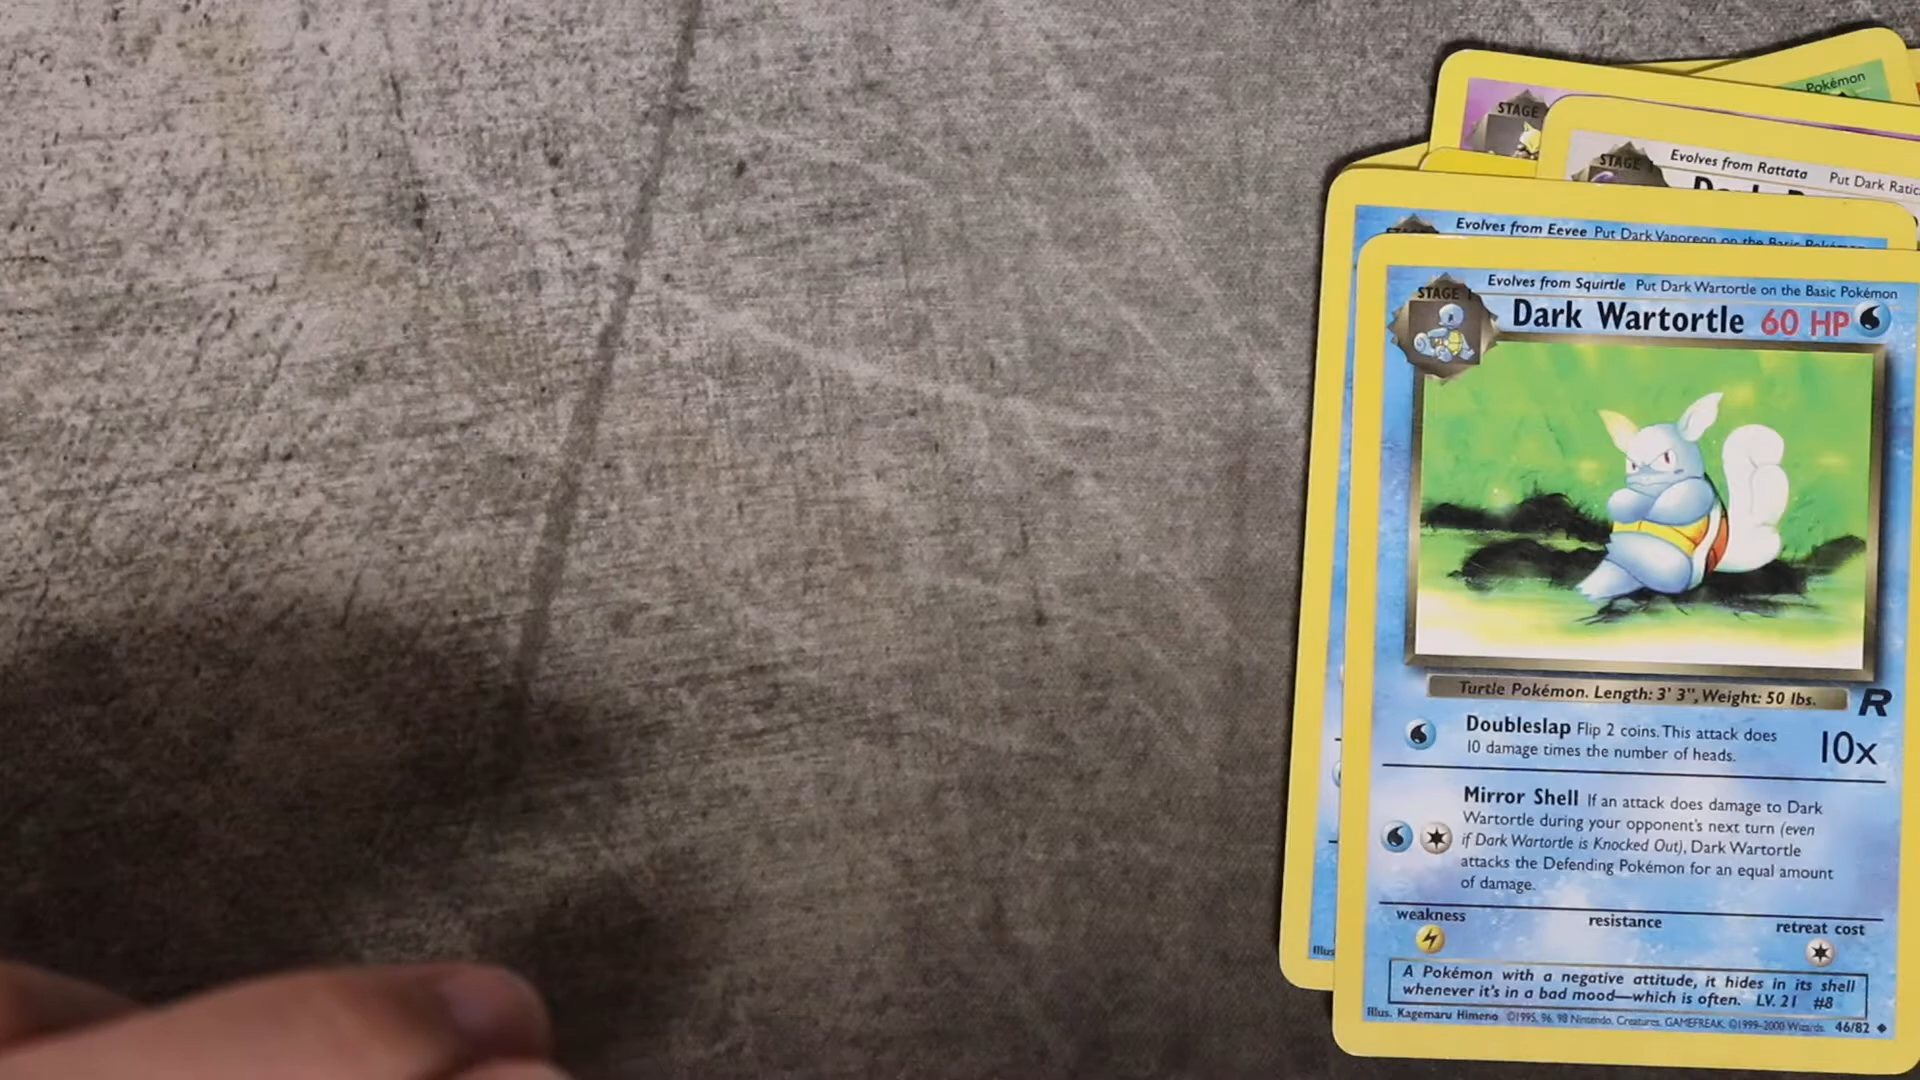 Pokémon
STAGE
STAGE
Evolves from Rattata Put Dark Ratic
Evolves from Eevee Put Dark Vaporeon on the Basic Pokémon
Evolves from Squirtle Put Dark Wartortle on the Basic Pokémon
STAGE 1
Dark Wartortle 60 HP
Turtle Pokémon. Length: 3' 3", Weight: 50 lbs.
R
Doubleslap Flip 2 coins. This attack does
10 damage times the number of heads.
10x
Mirror Shell If an attack does damage to Dark
Wartortle during your opponent's next turn (even
if Dark Wartortle is Knocked Out), Dark Wartortle
attacks the Defending Pokémon for an equal amount
of damage.
weakness
resistance
retreat cost
A Pokémon with a negative attitude, it hides in its shell
whenever it's in a bad mood—which is often. LV. 21 #8
Illus.
Illus. Kagemaru Himeno ©1995, 96, 98 Nintendo, Creatures, GAMEFREAK. ©1999-2000 Wizards. 46/82